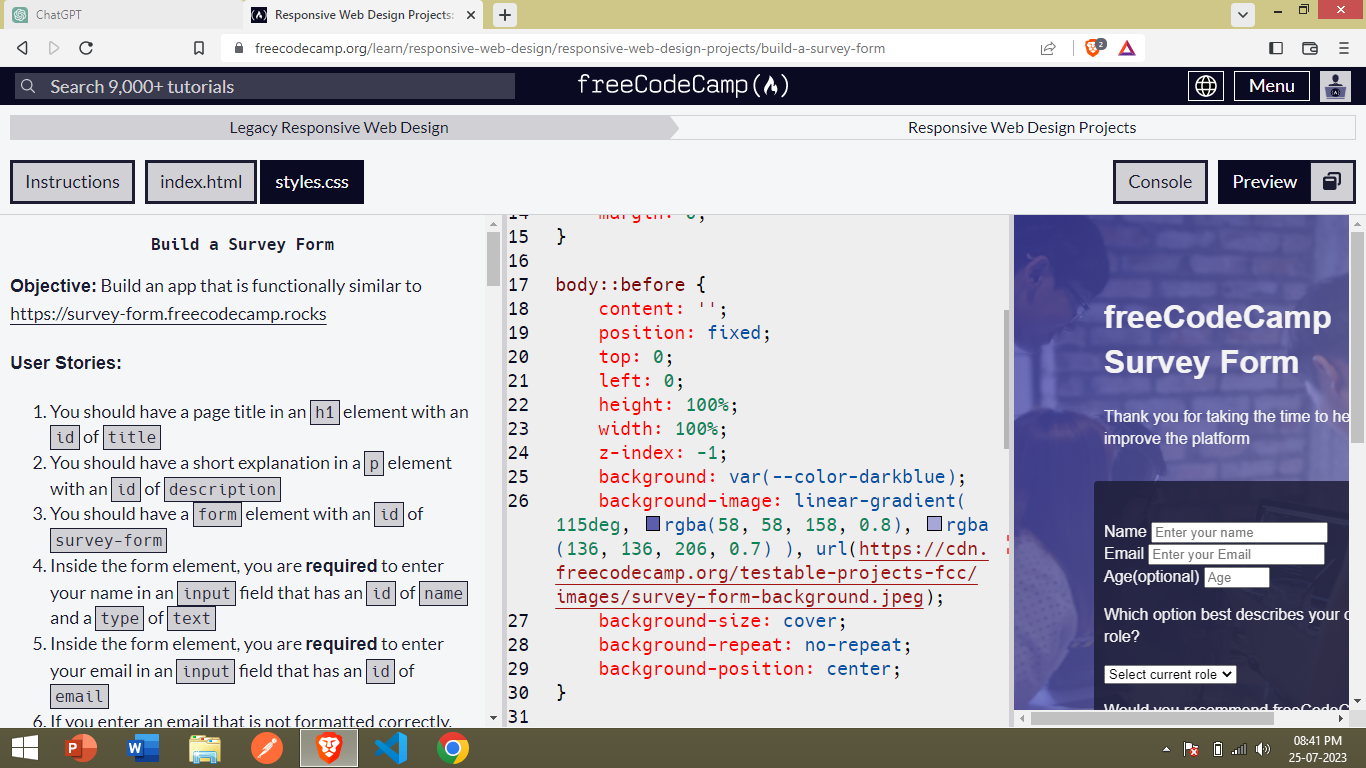 ChatGPT
Responsive Web Design Projects:
freecodecamp.org/learn/responsive-web-design/responsive-web-design-projects/build-a-survey-form
2
Search 9,000+ tutorials
freeCodeCamp
Menu
Legacy Responsive Web Design
Responsive Web Design Projects
Instructions
index.html
styles.css
Console
Preview
Build a Survey Form
Objective: Build an app that is functionally similar to
https://survey-form.freecodecamp.rocks
User Stories:
1. You should have a page title in an h1 element with an
id of title
2. You should have a short explanation in a p element
with an id of description
3. You should have a form element with an id of
survey-form
4. Inside the form element, you are required to enter
your name in an input field that has an id of name
and a type of text
5. Inside the form element, you are required to enter
your email in an input field that has an id of
email
6. If you enter an email that is not formatted correctly,
14 margin: 0;
15 }
16
17 body::before {
18 content: '';
19 position: fixed;
20 top: 0;
21 left: 0;
22 height: 100%;
23 width: 100%;
24 z-index: -1;
25 background: var(--color-darkblue);
26 background-image: linear-gradient(
115deg, rgba(58, 58, 158, 0.8), rgba
(136, 136, 206, 0.7) ), url(https://cdn.
freecodecamp.org/testable-projects-fcc/
images/survey-form-background.jpeg);
27 background-size: cover;
28 background-repeat: no-repeat;
29 background-position: center;
30 }
31
freeCodeCamp
Survey Form
Thank you for taking the time to he
improve the platform
Name Enter your name
Email Enter your Email
Age(optional) Age
Which option best describes your c
role?
Select current role
Would you recommend freeCodeC
08:41 PM
25-07-2023